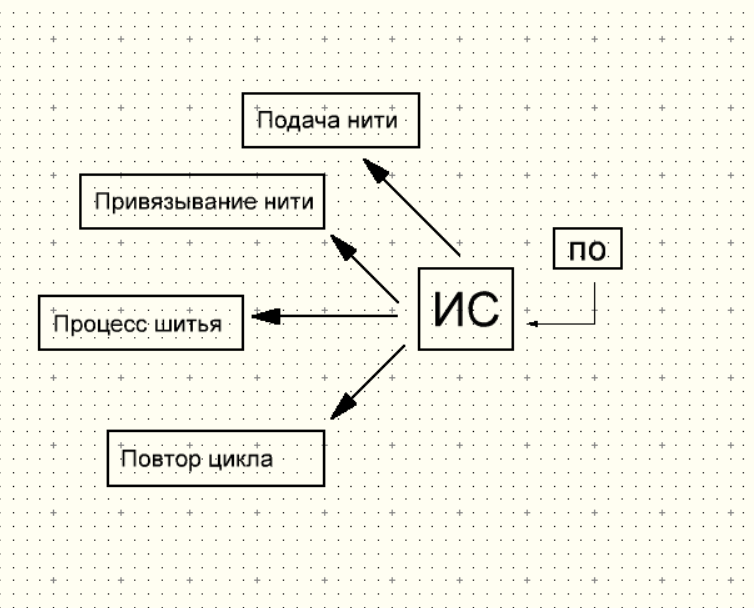 Подача нити
Привязывание нити
ПО
ИС
Процесс шитья
Повтор цикла